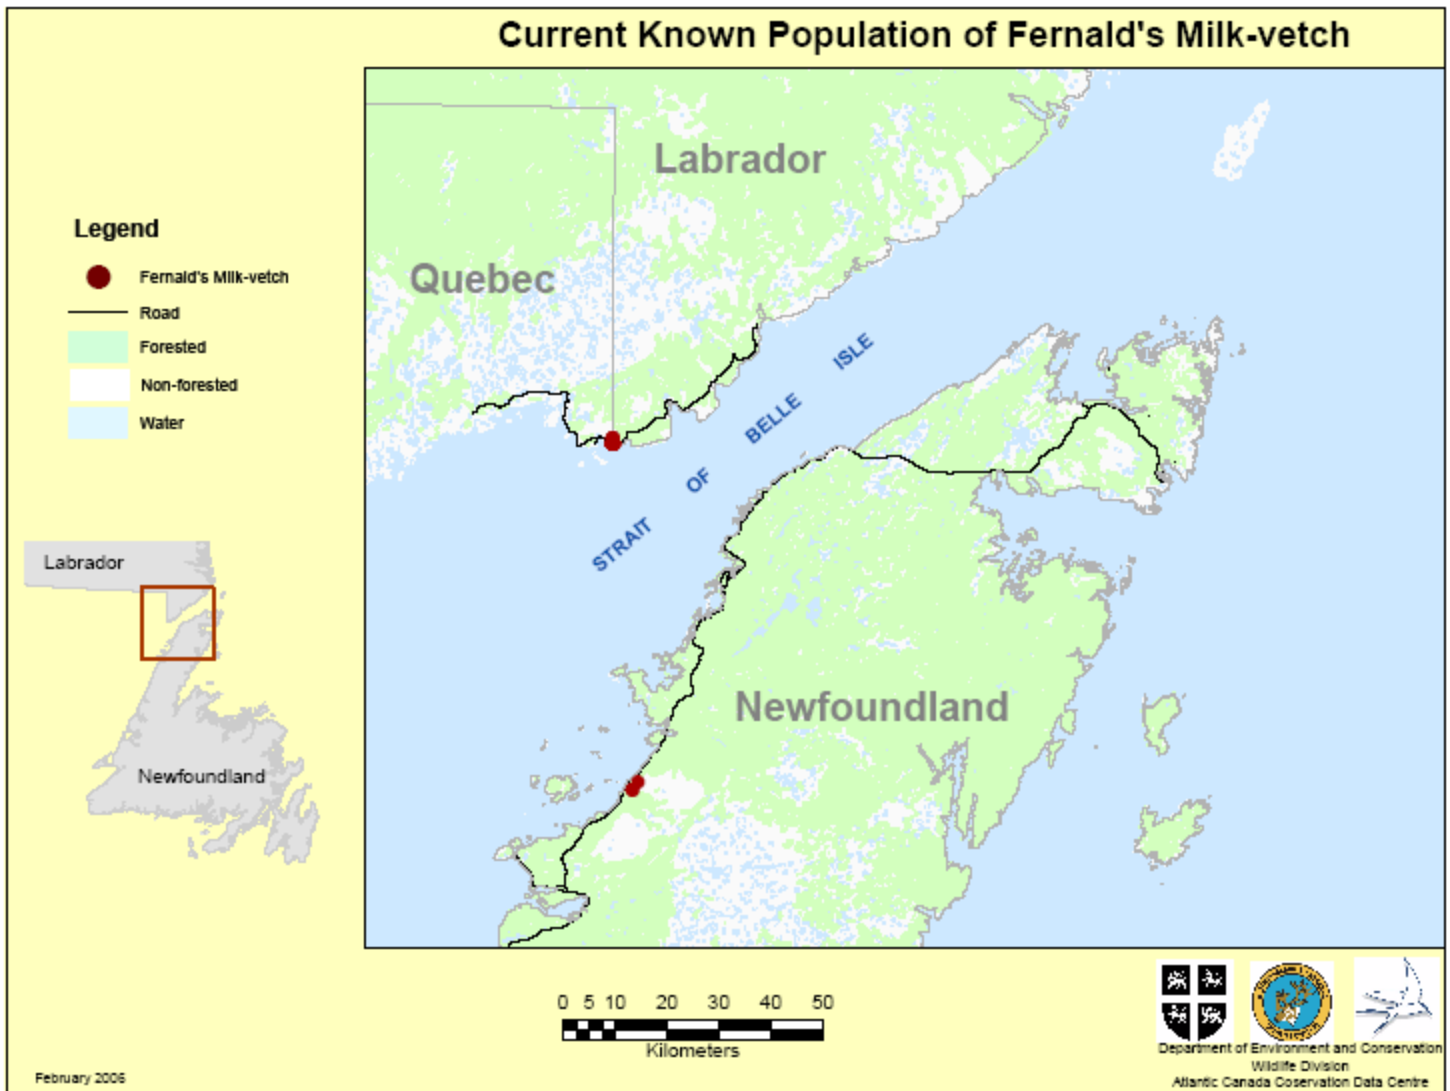 Current Known Population of Fernald's Milk-vetch
Labrador
Quebec
Legend
Fernald's Milk-vetch
Road
Forested
Non-forested
Water
STRAIT OF BELLE ISLE
Labrador
Newfoundland
Newfoundland
0 5 10 20 30 40 50
Kilometers
Department of Environment and Conservation
Wildlife Division
Atlantic Canada Coservation Data Centre
February 2006